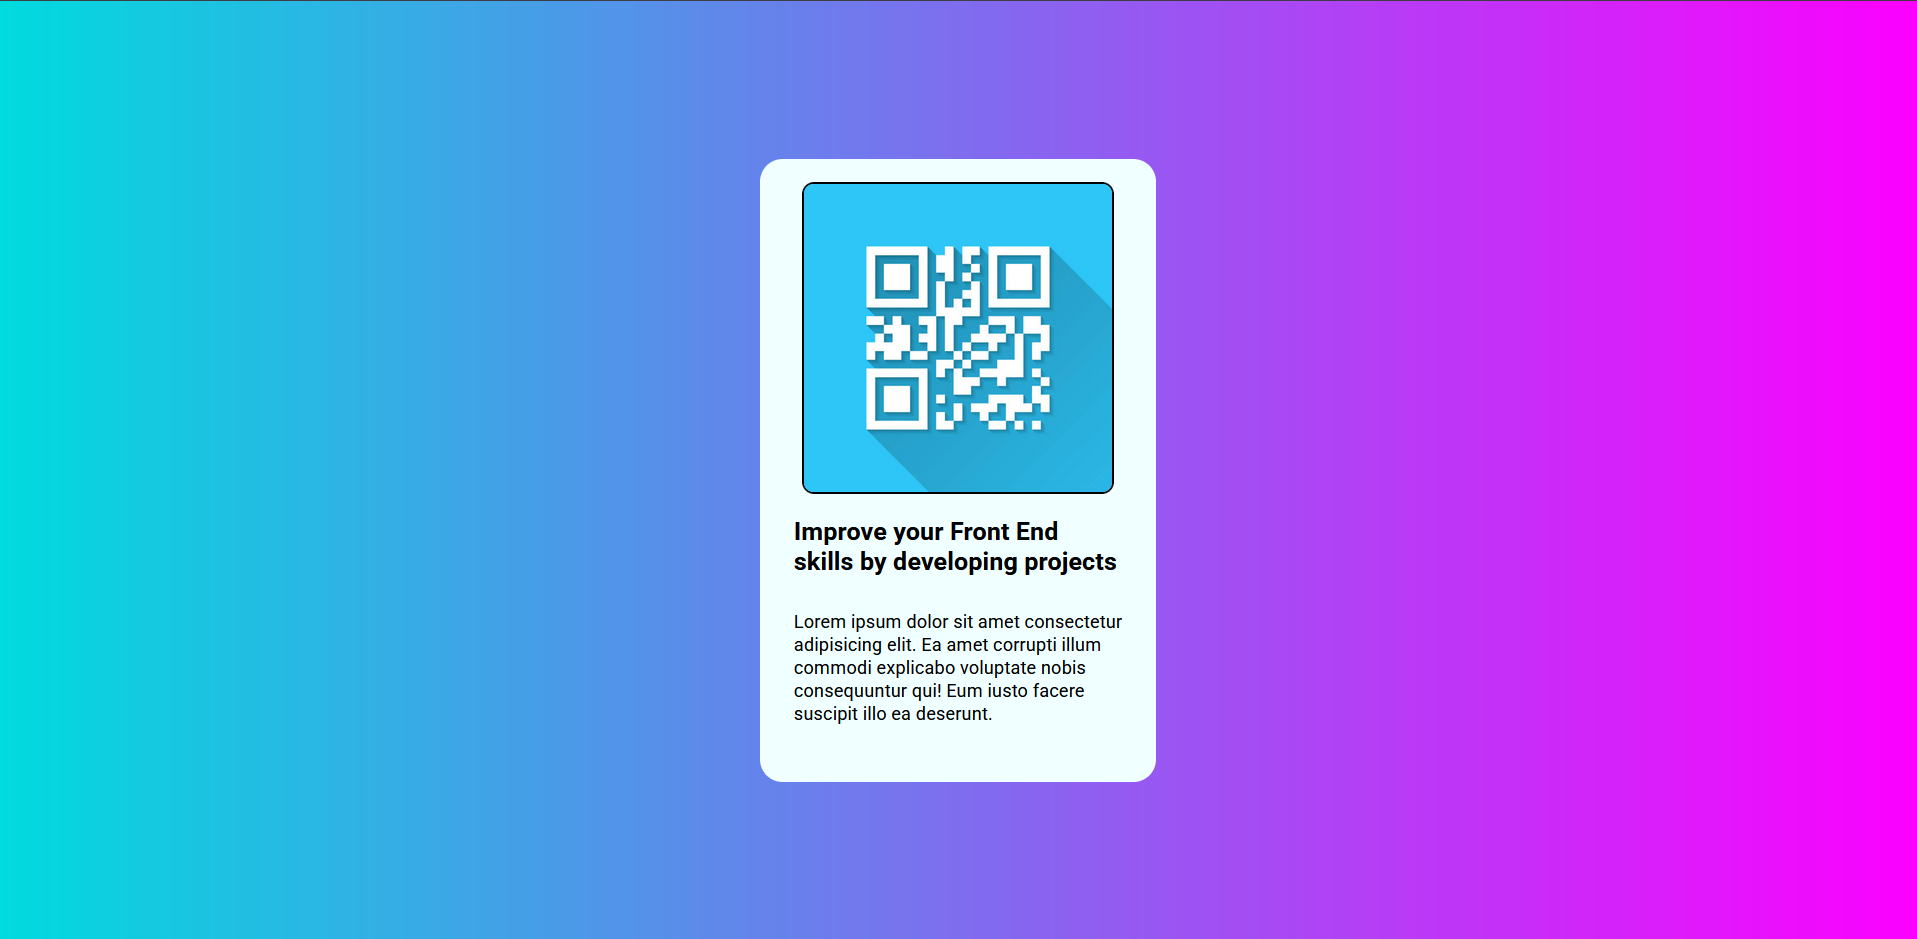 Improve your Front End
skills by developing projects
Lorem ipsum dolor sit amet consectetur
adipisicing elit. Ea amet corrupti illum
commodi explicabo voluptate nobis
consequuntur qui! Eum iusto facere
suscipit illo ea deserunt.